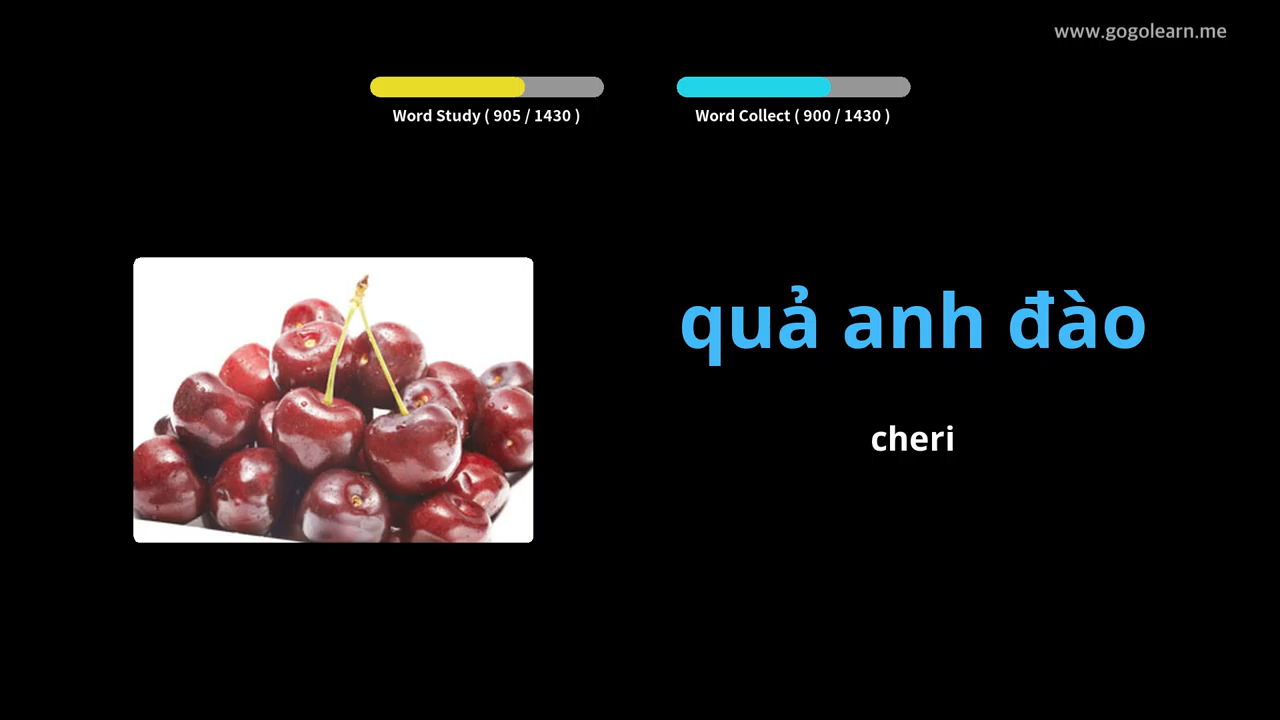 www.gogolearn.me
Word Study ( 905 / 1430 )
Word Collect ( 900 / 1430 )
quả anh đào
cheri